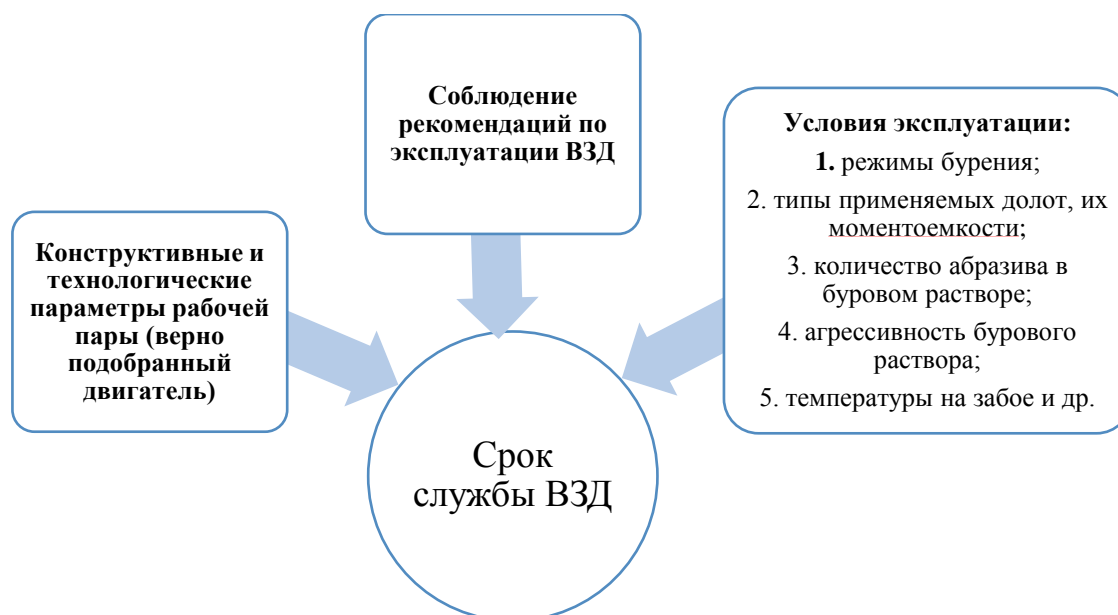 Соблюдение
рекомендаций по
эксплуатации ВЗД
Конструктивные и
технологические
параметры рабочей
пары (верно
подобранный
двигатель)
Условия эксплуатации:
1. режимы бурения;
2. типы применяемых долот, их
моментоемкости;
3. количество абразива в
буровом растворе;
4. агрессивность бурового
раствора;
5. температуры на забое и др.
Срок
службы ВЗД